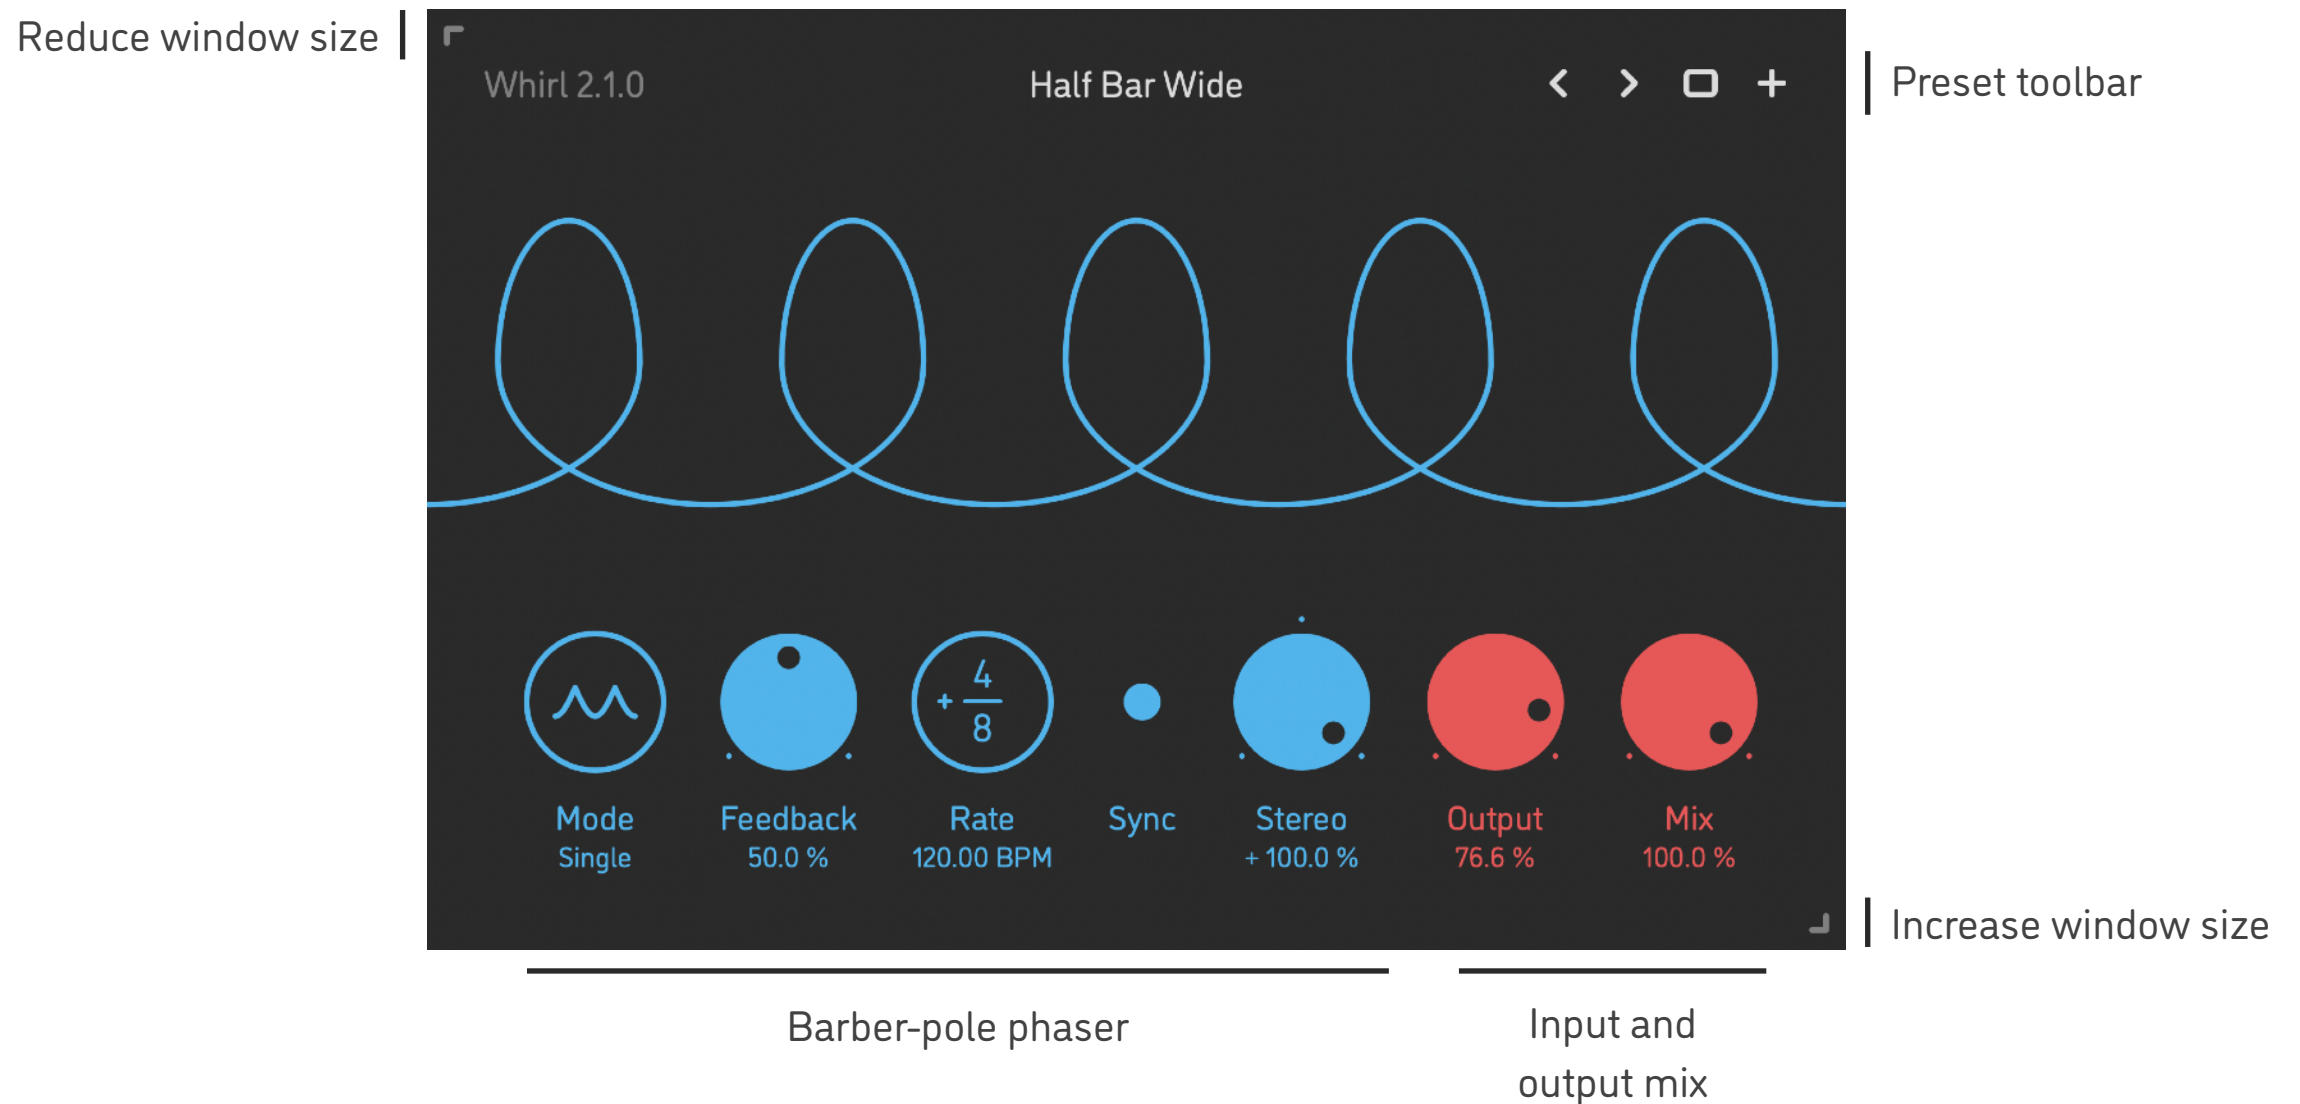 Reduce window size
Whirl 2.1.0
Half Bar Wide
Preset toolbar
+ 4/8
Mode
Single
Feedback
50.0 %
Rate
120.00 BPM
Sync
Stereo
+ 100.0 %
Output
76.6 %
Mix
100.0 %
Increase window size
Barber-pole phaser
Input and
output mix